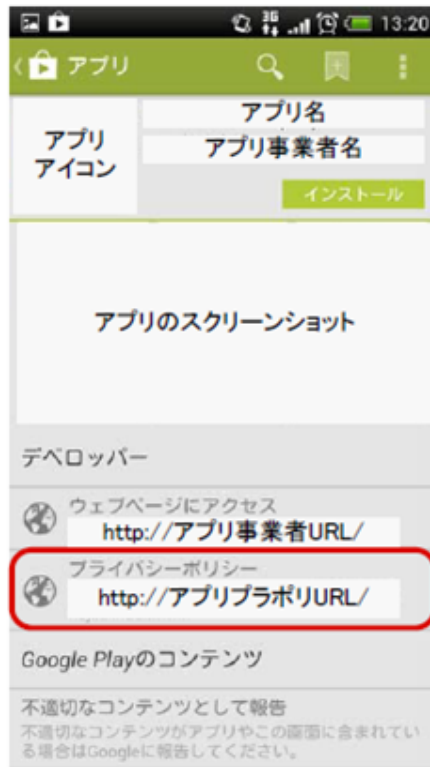 3G 13:20
アプリ
アプリ
アイコン
アプリ名
アプリ事業者名
インストール
アプリのスクリーンショット
デベロッパー
ウェブページにアクセス
http://アプリ事業者URL/
プライバシーポリシー
http://アプリプラポリURL/
Google Playのコンテンツ
不適切なコンテンツとして報告
不適切なコンテンツがアプリやこの画面に含まれてい
る場合はGoogleに報告してください。